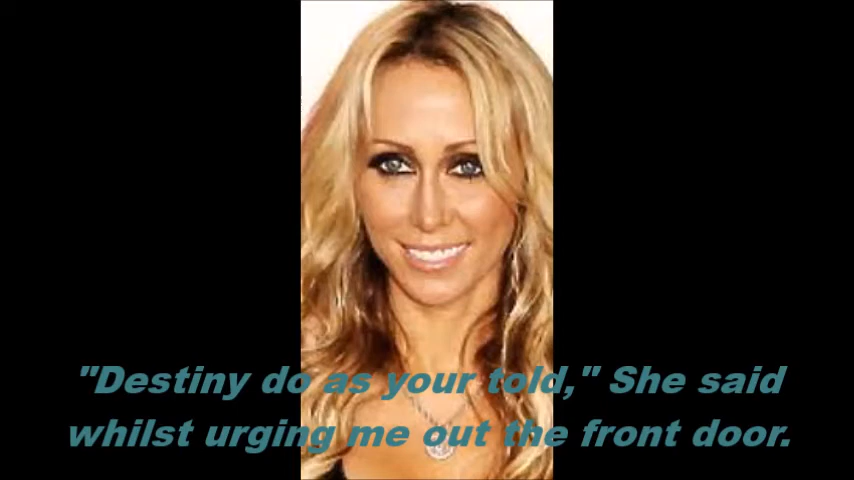 "Destiny do as your told," She said
whilst urging me out the front door.